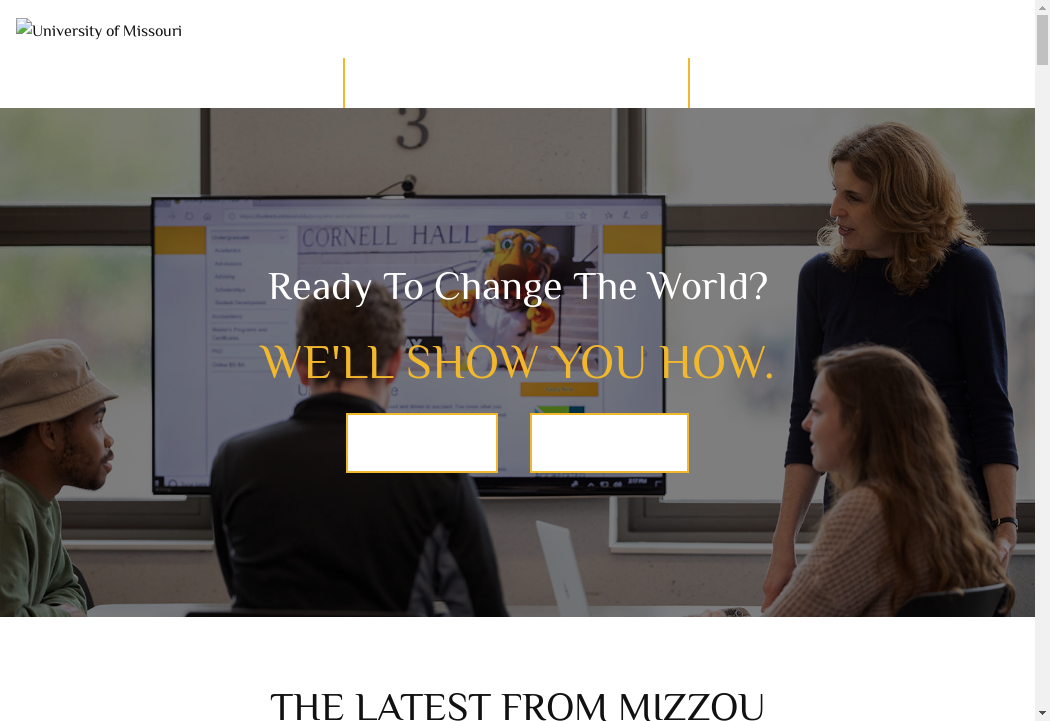 University of Missouri
3
CORNELL HALL
Undergraduate
Ready To Change The World?
WE'LL SHOW YOU HOW.
THE LATEST FROM MIZZOU